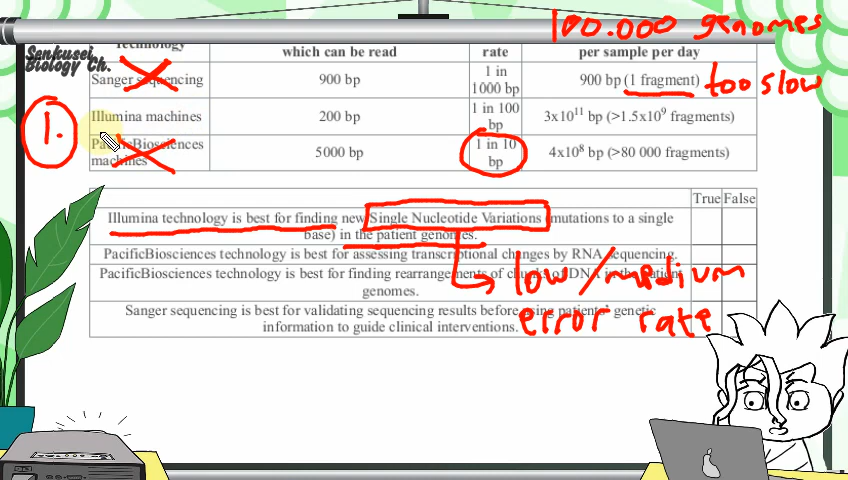 100.000 genomes
Senkusei
Biology Ch.
Technology
which can be read
rate
per sample per day
Sanger sequencing
900 bp
1 in
1000 bp
900 bp (1 fragment)
too slow
1.
Illumina machines
200 bp
1 in 100
bp
3x10¹¹ bp (>1.5x10⁹ fragments)
PacificBiosciences
machines
5000 bp
1 in 10
bp
4x10⁸ bp (>80 000 fragments)
True False
Illumina technology is best for finding new Single Nucleotide Variations (mutations to a single
base) in the patient genomes.
PacificBiosciences technology is best for assessing transcriptional changes by RNA sequencing.
PacificBiosciences technology is best for finding rearrangements of chunks of DNA in the patient
genomes.
Sanger sequencing is best for validating sequencing results before using patients' genetic
information to guide clinical interventions.
low/medium
error rate